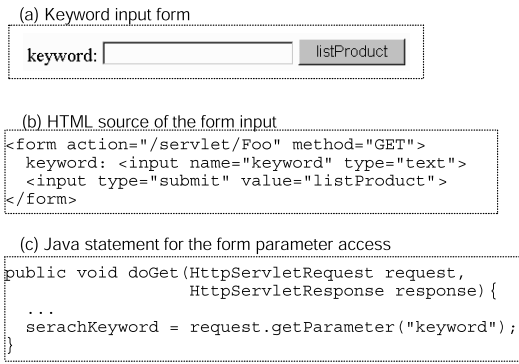 (a) Keyword input form
keyword: listProduct
(b) HTML source of the form input
<form action="/servlet/Foo" method="GET">
keyword: <input name="keyword" type="text">
<input type="submit" value="listProduct">
</form>
(c) Java statement for the form parameter access
public void doGet(HttpServletRequest request,
HttpServletResponse response){
...
serachKeyword = request.getParameter("keyword");
}